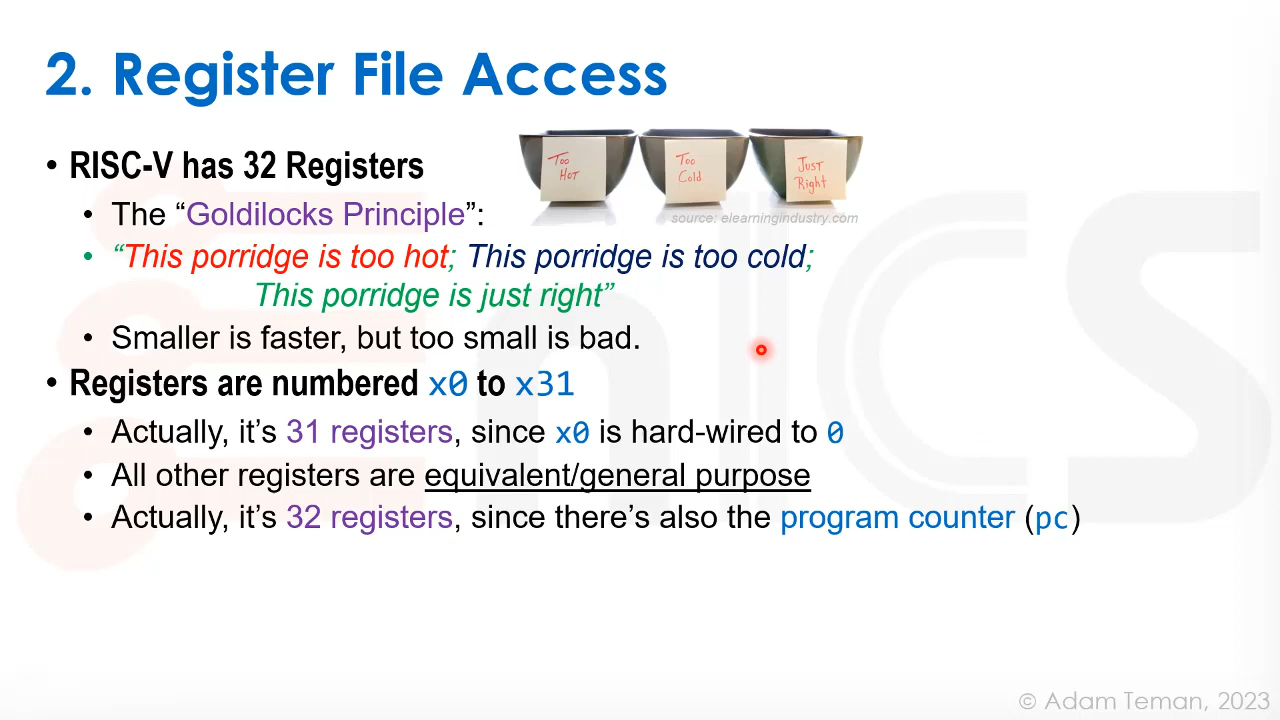 2. Register File Access
• RISC-V has 32 Registers
Too Hot
Too Cold
Just Right
source: elearningindustry.com
• The “Goldilocks Principle”:
• “This porridge is too hot; This porridge is too cold;
This porridge is just right”
• Smaller is faster, but too small is bad.
• Registers are numbered x0 to x31
• Actually, it’s 31 registers, since x0 is hard-wired to 0
• All other registers are equivalent/general purpose
• Actually, it’s 32 registers, since there’s also the program counter (pc)
EnICS
© Adam Teman, 2023